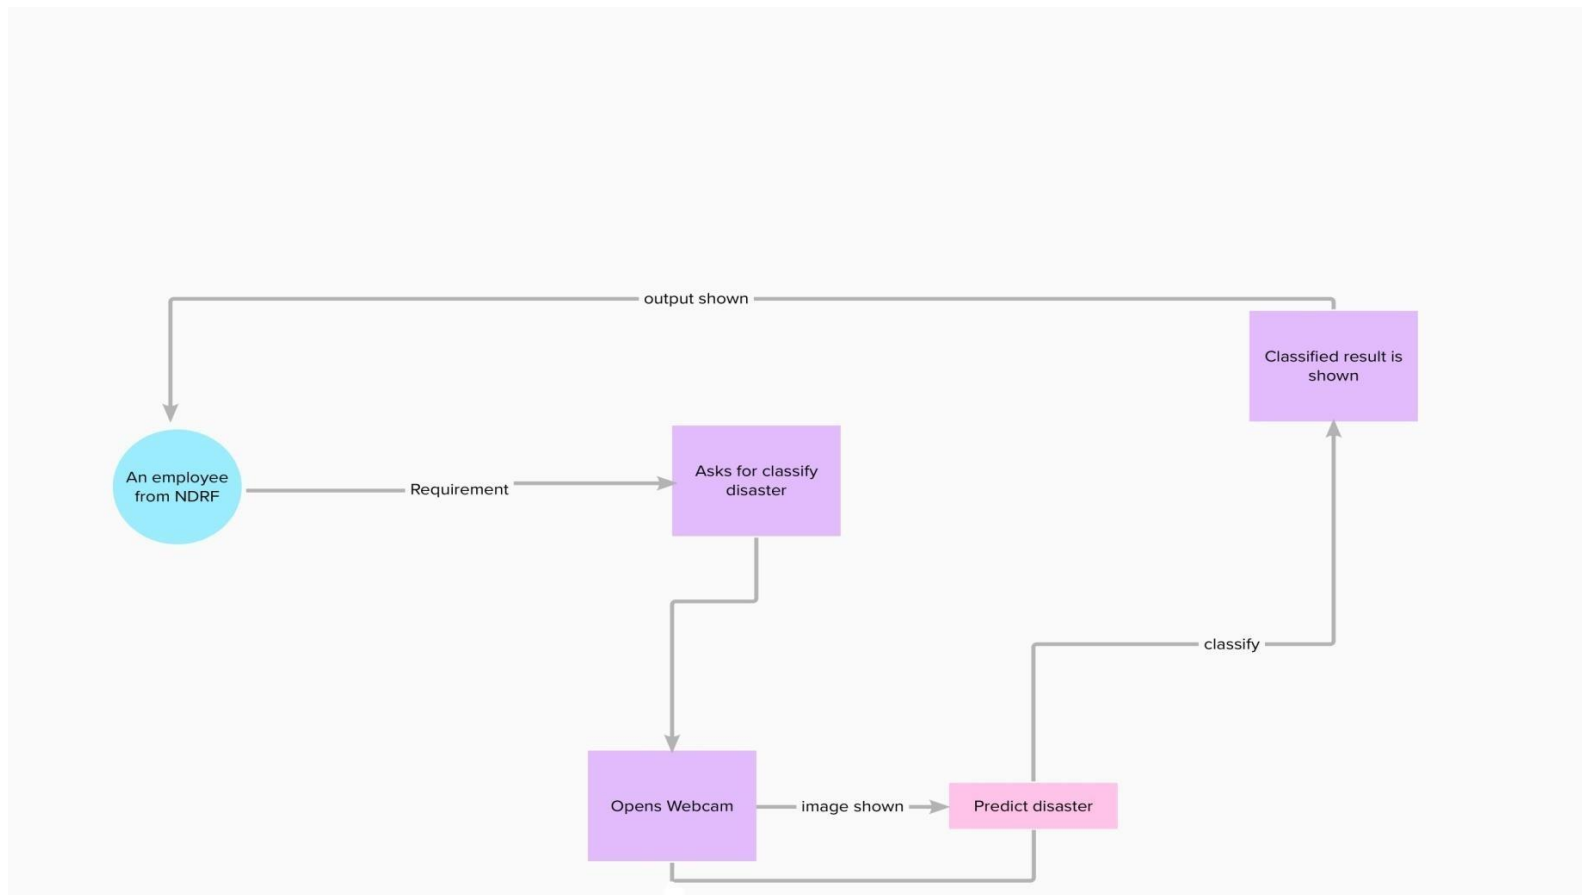 output shown
Classified result is
shown
An employee
from NDRF
Requirement
Asks for classify
disaster
classify
Opens Webcam
image shown
Predict disaster